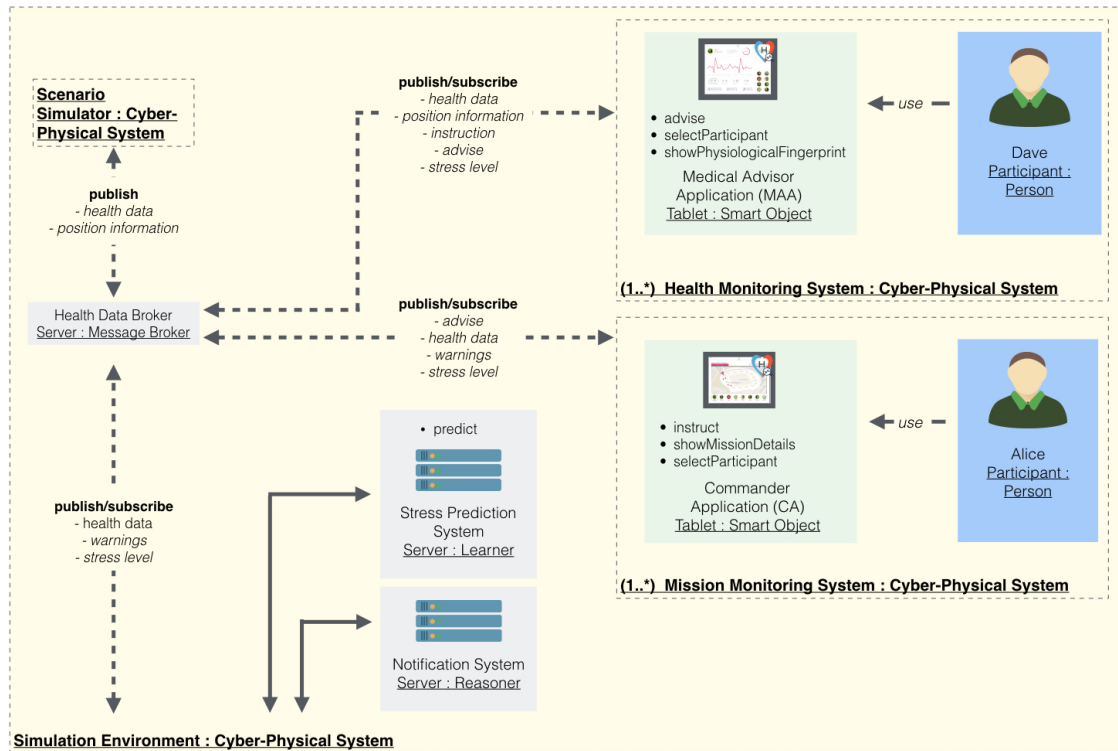 Scenario
Simulator : Cyber-
Physical System
publish
- health data
- position information
Health Data Broker
Server : Message Broker
publish/subscribe
- health data
- warnings
- stress level
publish/subscribe
- health data
- position information
- instruction
- advise
- stress level
publish/subscribe
- advise
- health data
- warnings
- stress level
• predict
Stress Prediction
System
Server : Learner
Notification System
Server : Reasoner
H
• advise
• selectParticipant
• showPhysiologicalFingerprint
Medical Advisor
Application (MAA)
Tablet : Smart Object
use
Dave
Participant :
Person
(1..*) Health Monitoring System : Cyber-Physical System
H
• instruct
• showMissionDetails
• selectParticipant
Commander
Application (CA)
Tablet : Smart Object
use
Alice
Participant :
Person
(1..*) Mission Monitoring System : Cyber-Physical System
Simulation Environment : Cyber-Physical System